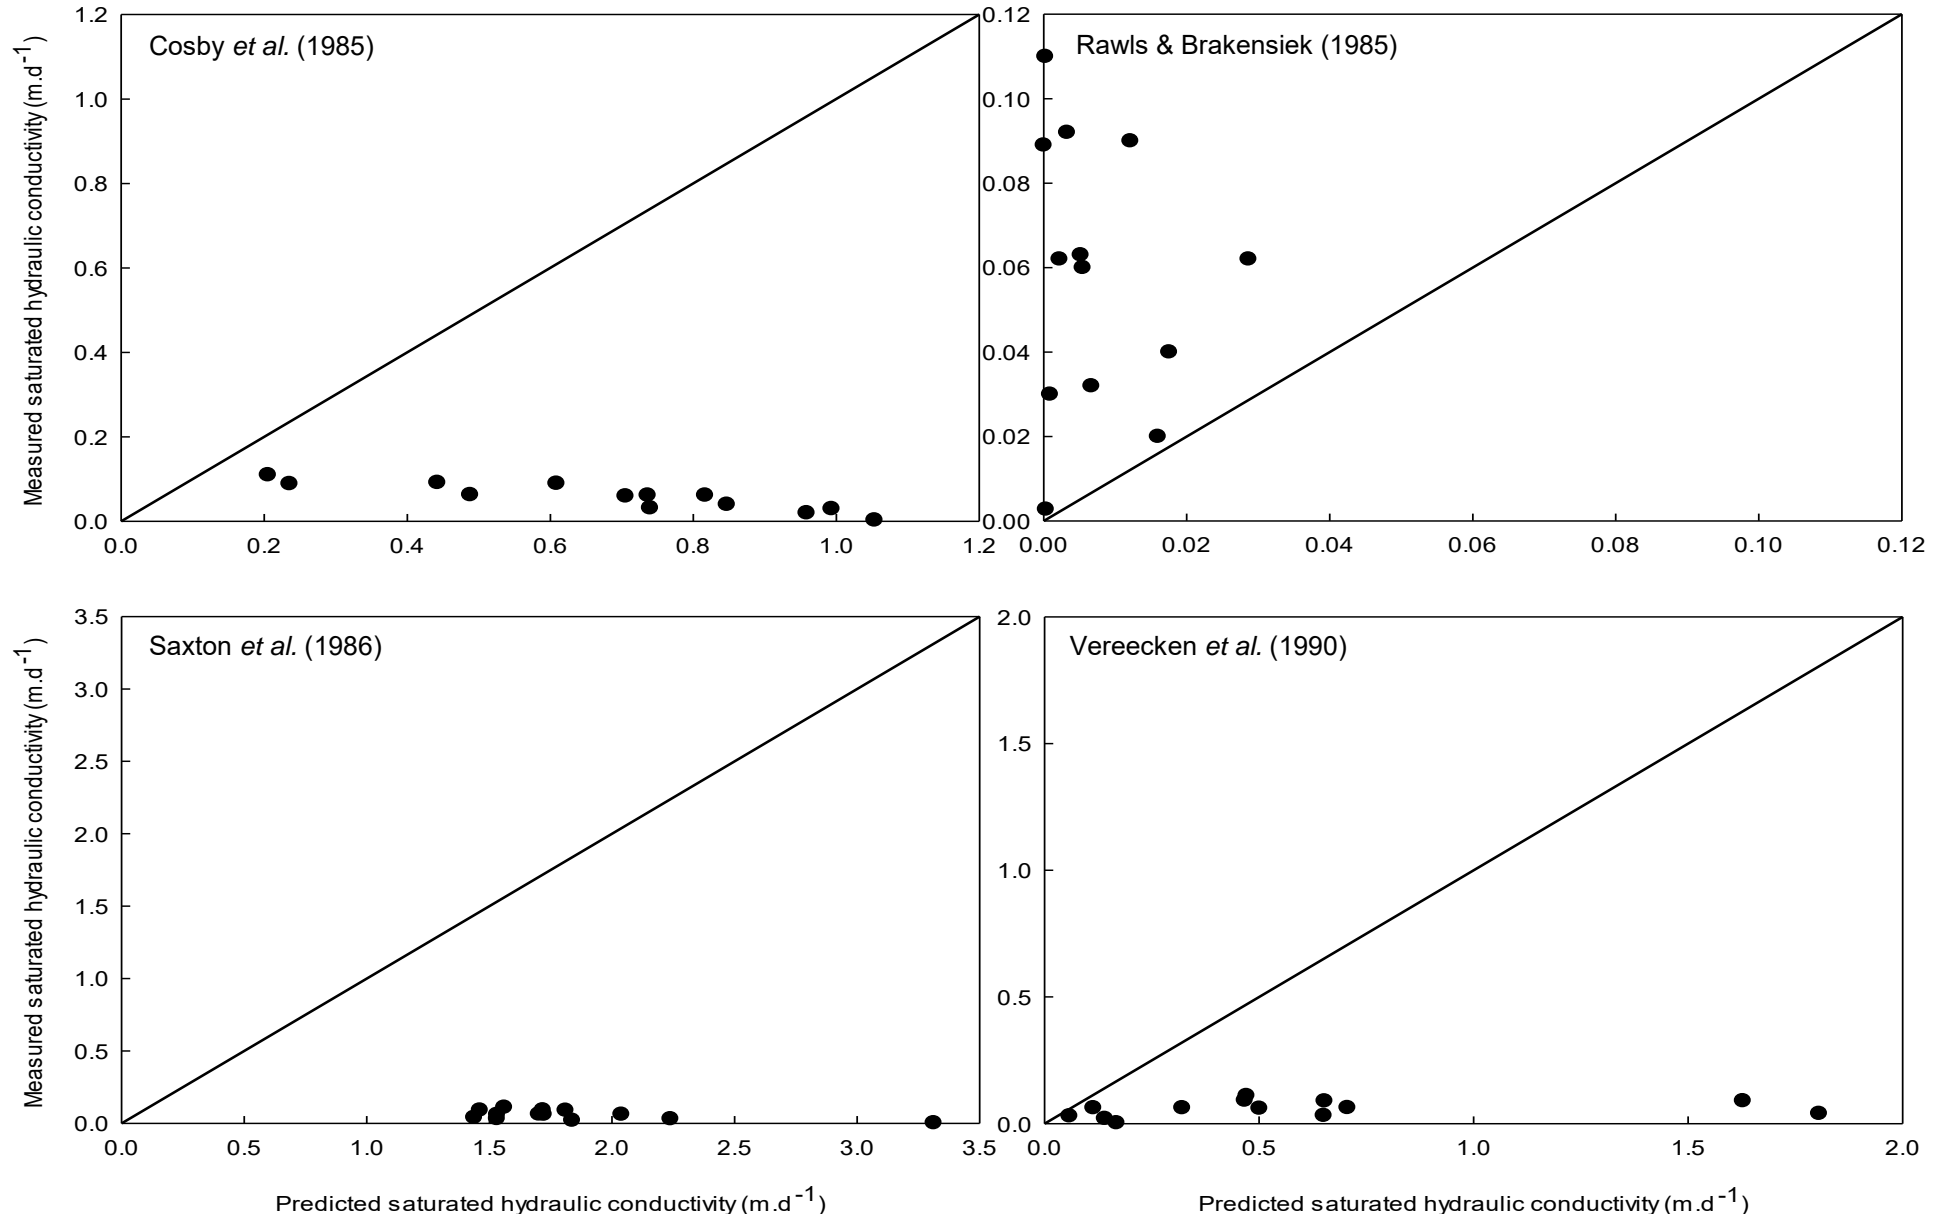 Cosby et al. (1985)
Measured saturated hydraulic conductivity (m.d-1)
1.2
1.0
0.8
0.6
0.4
0.2
0.0
0.0 0.2 0.4 0.6 0.8 1.0 1.2
Rawls & Brakensiek (1985)
0.12
0.10
0.08
0.06
0.04
0.02
0.00
0.00 0.02 0.04 0.06 0.08 0.10 0.12
Saxton et al. (1986)
Measured saturated hydraulic conductivity (m.d-1)
3.5
3.0
2.5
2.0
1.5
1.0
0.5
0.0
0.0 0.5 1.0 1.5 2.0 2.5 3.0 3.5
Predicted saturated hydraulic conductivity (m.d-1)
Vereecken et al. (1990)
2.0
1.5
1.0
0.5
0.0
0.0 0.5 1.0 1.5 2.0
Predicted saturated hydraulic conductivity (m.d-1)